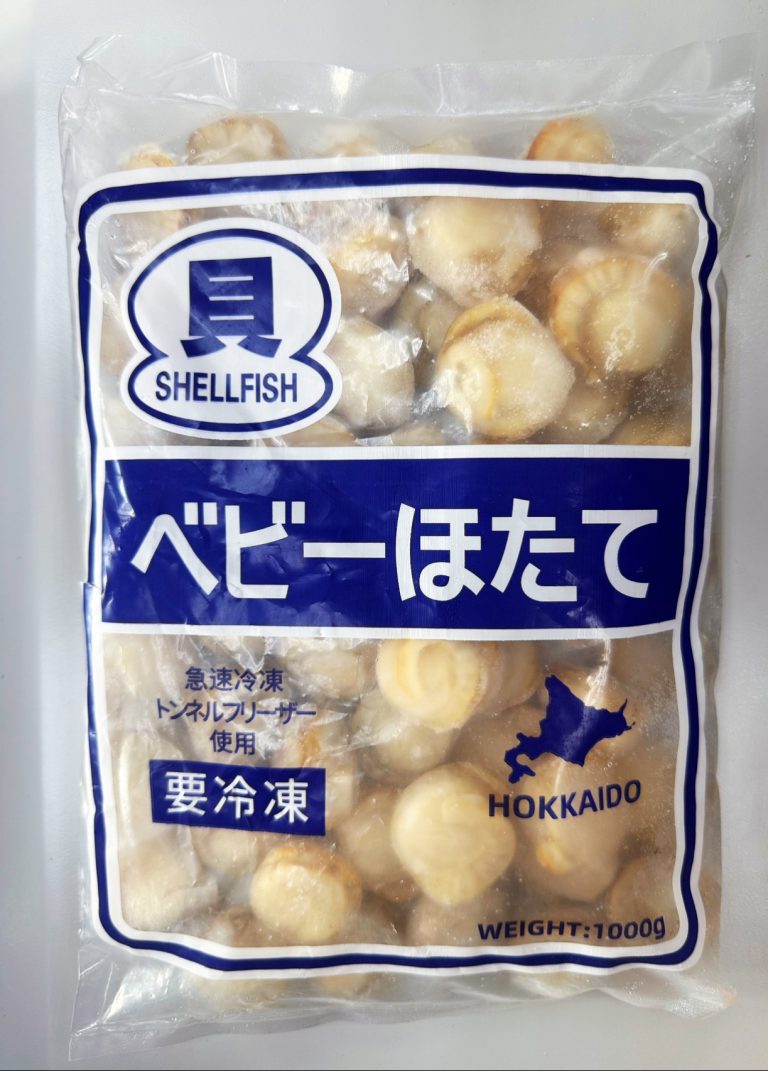 貝
SHELLFISH
ベビーほたて
急速冷凍
トンネルフリーザー
使用
要冷凍
HOKKAIDO
WEIGHT:1000g